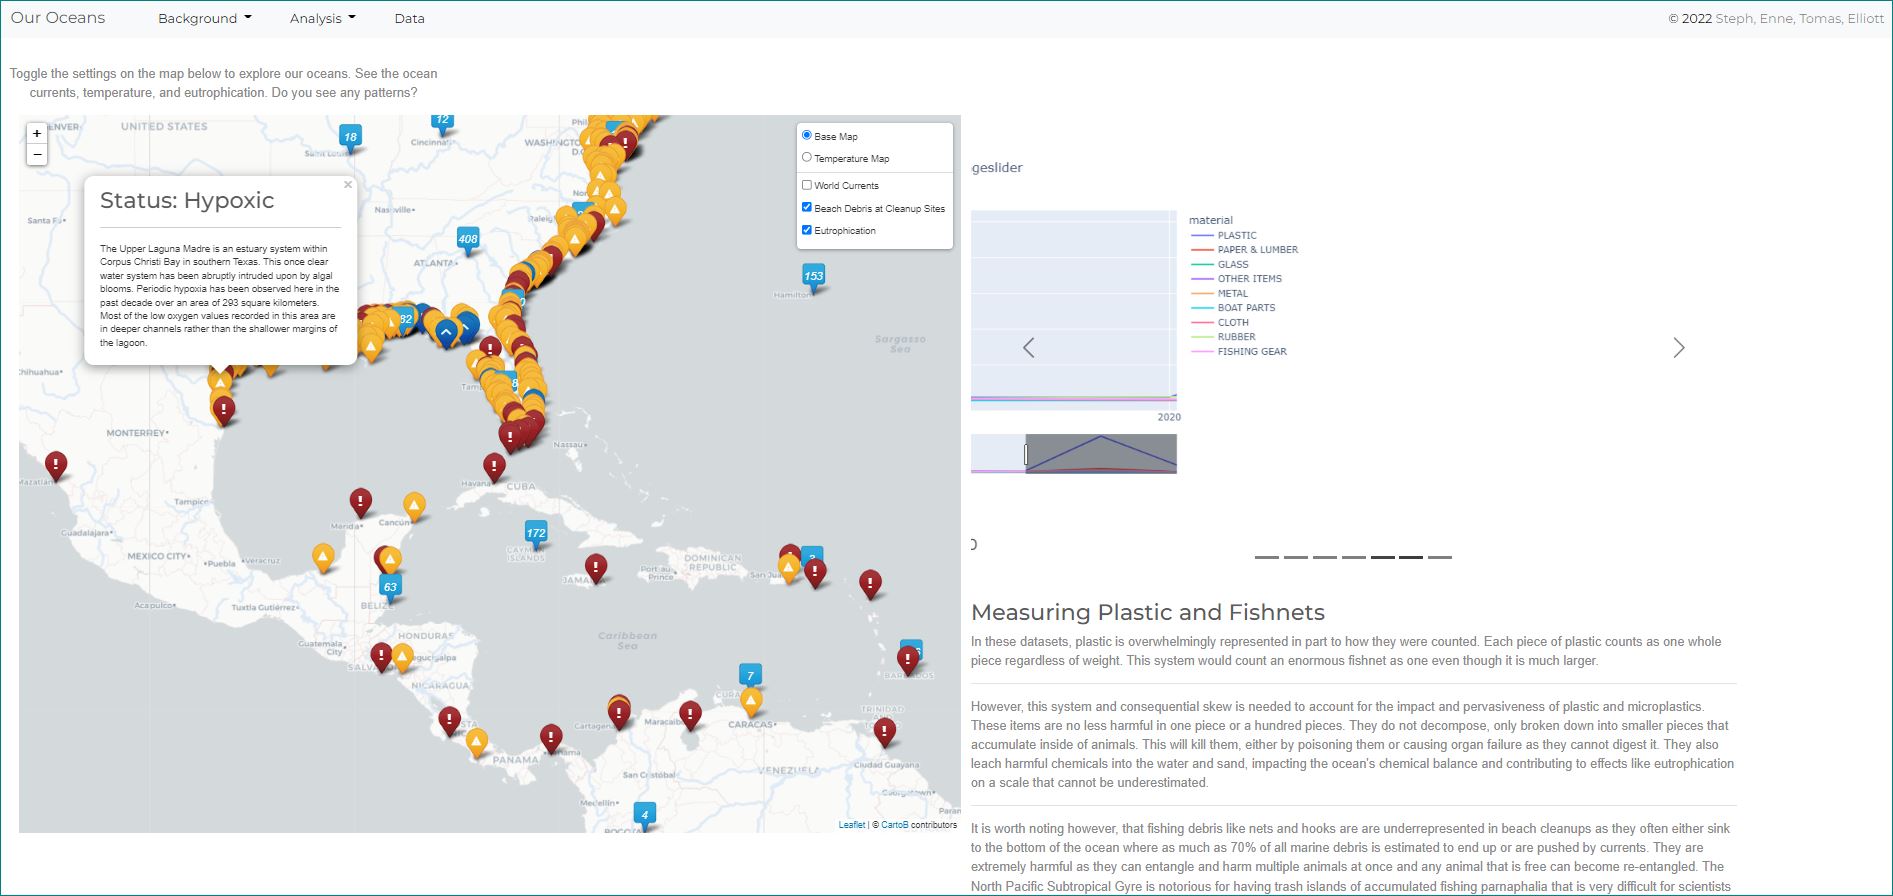 Our Oceans
Background
Analysis
Data
© 2022 Steph, Enne, Tomas, Elliott
Toggle the settings on the map below to explore our oceans. See the ocean
currents, temperature, and eutrophication. Do you see any patterns?
+
−
Base Map
Temperature Map
World Currents
Beach Debris at Cleanup Sites
Eutrophication
Status: Hypoxic
×
The Upper Laguna Madre is an estuary system within
Corpus Christi Bay in southern Texas. This once clear
water system has been abruptly intruded upon by algal
blooms. Periodic hypoxia has been observed here in the
past decade over an area of 293 square kilometers.
Most of the low oxygen values recorded in this area are
in deeper channels rather than the shallower margins of
the lagoon.
ENVER
UNITED STATES
18
12
Saint Louis
Cincinnat
Phil
WASHINGTO
D.C
Nor
Santa Fe
Nashville
Raleig
408
ATLANTA
153
Hamilton
82
Sargasso
Sea
Chihuahua
Tamp
8
MONTERREY
Nassau
Mazatlán
Havana
CUBA
Tampico
Mérida
Cancún
Guadalajara
172
CAYM
ISLANDS
MEXICO CITY
Veracruz
Puebla
JAMA
Port-au-
Prince
DOMINICAN
REPUBLIC
San Jua
63
BELIZE
Acapulco
Tuxtla Gutiérrez
HONDURAS
Caribbean
Sea
Guatemala
City
egucigalpa
SALV
NICARAGUA
BARBADOS
7
CURA
CARACAS
TRINIDAD
STA
Cartagena
Maracaibo
nama
PANAMA
Ciudad Guayana
San Cristóbal
VENEZUELA
Medellín
Georgetown
Param
4
BOGO
Leaflet | © CartoB contributors
geslider
material
PLASTIC
PAPER & LUMBER
GLASS
OTHER ITEMS
METAL
BOAT PARTS
CLOTH
RUBBER
FISHING GEAR
2020
Measuring Plastic and Fishnets
In these datasets, plastic is overwhelmingly represented in part to how they were counted. Each piece of plastic counts as one whole
piece regardless of weight. This system would count an enormous fishnet as one even though it is much larger.
However, this system and consequential skew is needed to account for the impact and pervasiveness of plastic and microplastics.
These items are no less harmful in one piece or a hundred pieces. They do not decompose, only broken down into smaller pieces that
accumulate inside of animals. This will kill them, either by poisoning them or causing organ failure as they cannot digest it. They also
leach harmful chemicals into the water and sand, impacting the ocean's chemical balance and contributing to effects like eutrophication
on a scale that cannot be underestimated.
It is worth noting however, that fishing debris like nets and hooks are are underrepresented in beach cleanups as they often either sink
to the bottom of the ocean where as much as 70% of all marine debris is estimated to end up or are pushed by currents. They are
extremely harmful as they can entangle and harm multiple animals at once and any animal that is free can become re-entangled. The
North Pacific Subtropical Gyre is notorious for having trash islands of accumulated fishing parnaphalia that is very difficult for scientists